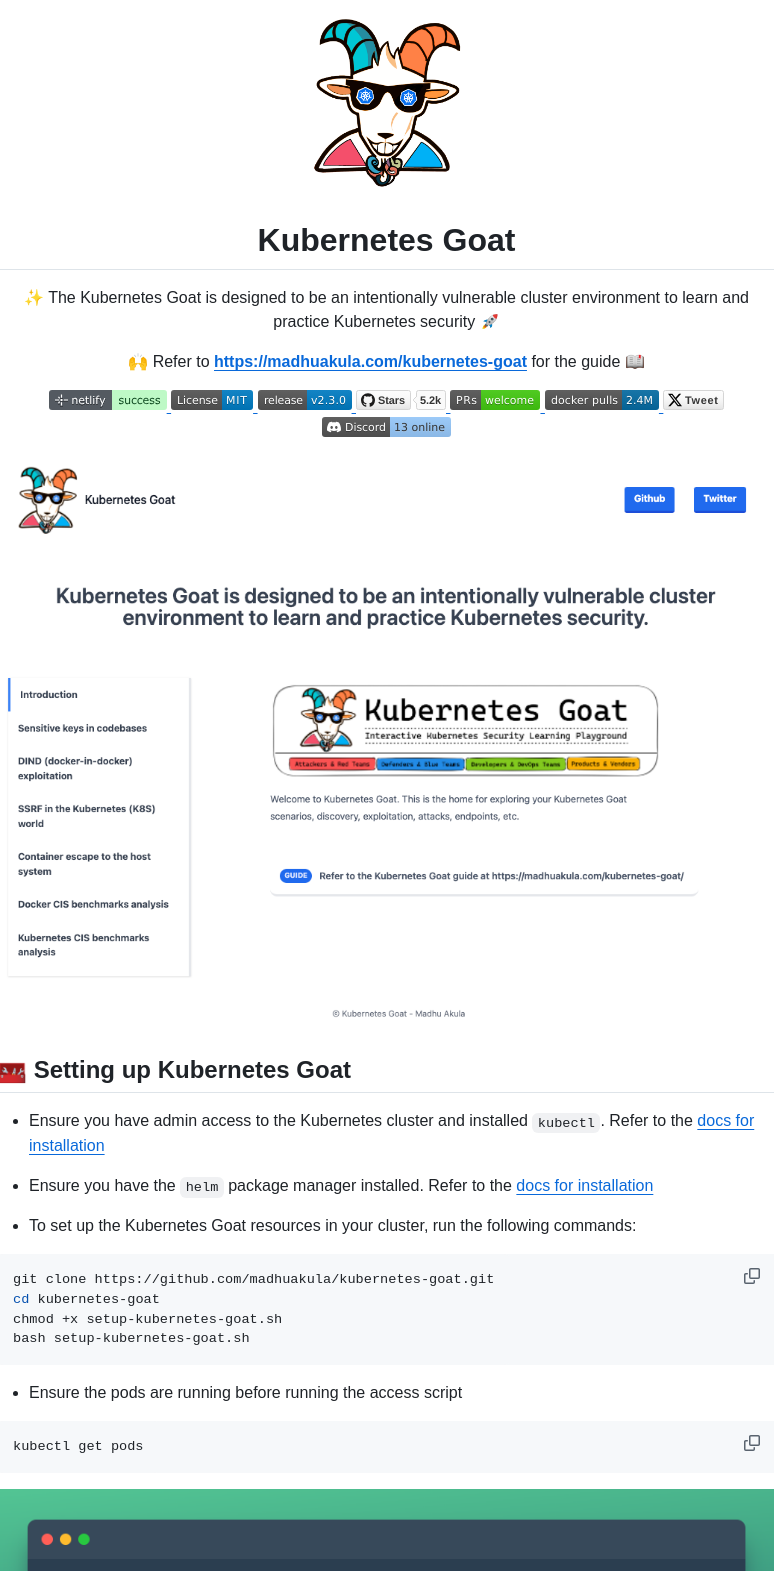 Kubernetes Goat
✨ The Kubernetes Goat is designed to be an intentionally vulnerable cluster environment to learn and
practice Kubernetes security 🚀
🙌 Refer to https://madhuakula.com/kubernetes-goat for the guide 📖
netlify success License MIT release v2.3.0 Stars 5.2k PRs welcome docker pulls 2.4M Tweet
Discord 13 online
Kubernetes Goat
Github Twitter
Kubernetes Goat is designed to be an intentionally vulnerable cluster
environment to learn and practice Kubernetes security.
Introduction
Sensitive keys in codebases
DIND (docker-in-docker)
exploitation
SSRF in the Kubernetes (K8S)
world
Container escape to the host
system
Docker CIS benchmarks analysis
Kubernetes CIS benchmarks
analysis
Kubernetes Goat
Interactive Kubernetes Security Learning Playground
Attackers & Red Teams Defenders & Blue Teams Developers & DevOps Teams Products & Vendors
Welcome to Kubernetes Goat. This is the home for exploring your Kubernetes Goat
scenarios, discovery, exploitation, attacks, endpoints, etc.
GUIDE Refer to the Kubernetes Goat guide at https://madhuakula.com/kubernetes-goat/
© Kubernetes Goat - Madhu Akula
🧰 Setting up Kubernetes Goat
• Ensure you have admin access to the Kubernetes cluster and installed kubectl. Refer to the docs for
installation
• Ensure you have the helm package manager installed. Refer to the docs for installation
• To set up the Kubernetes Goat resources in your cluster, run the following commands:
git clone https://github.com/madhuakula/kubernetes-goat.git
cd kubernetes-goat
chmod +x setup-kubernetes-goat.sh
bash setup-kubernetes-goat.sh
• Ensure the pods are running before running the access script
kubectl get pods